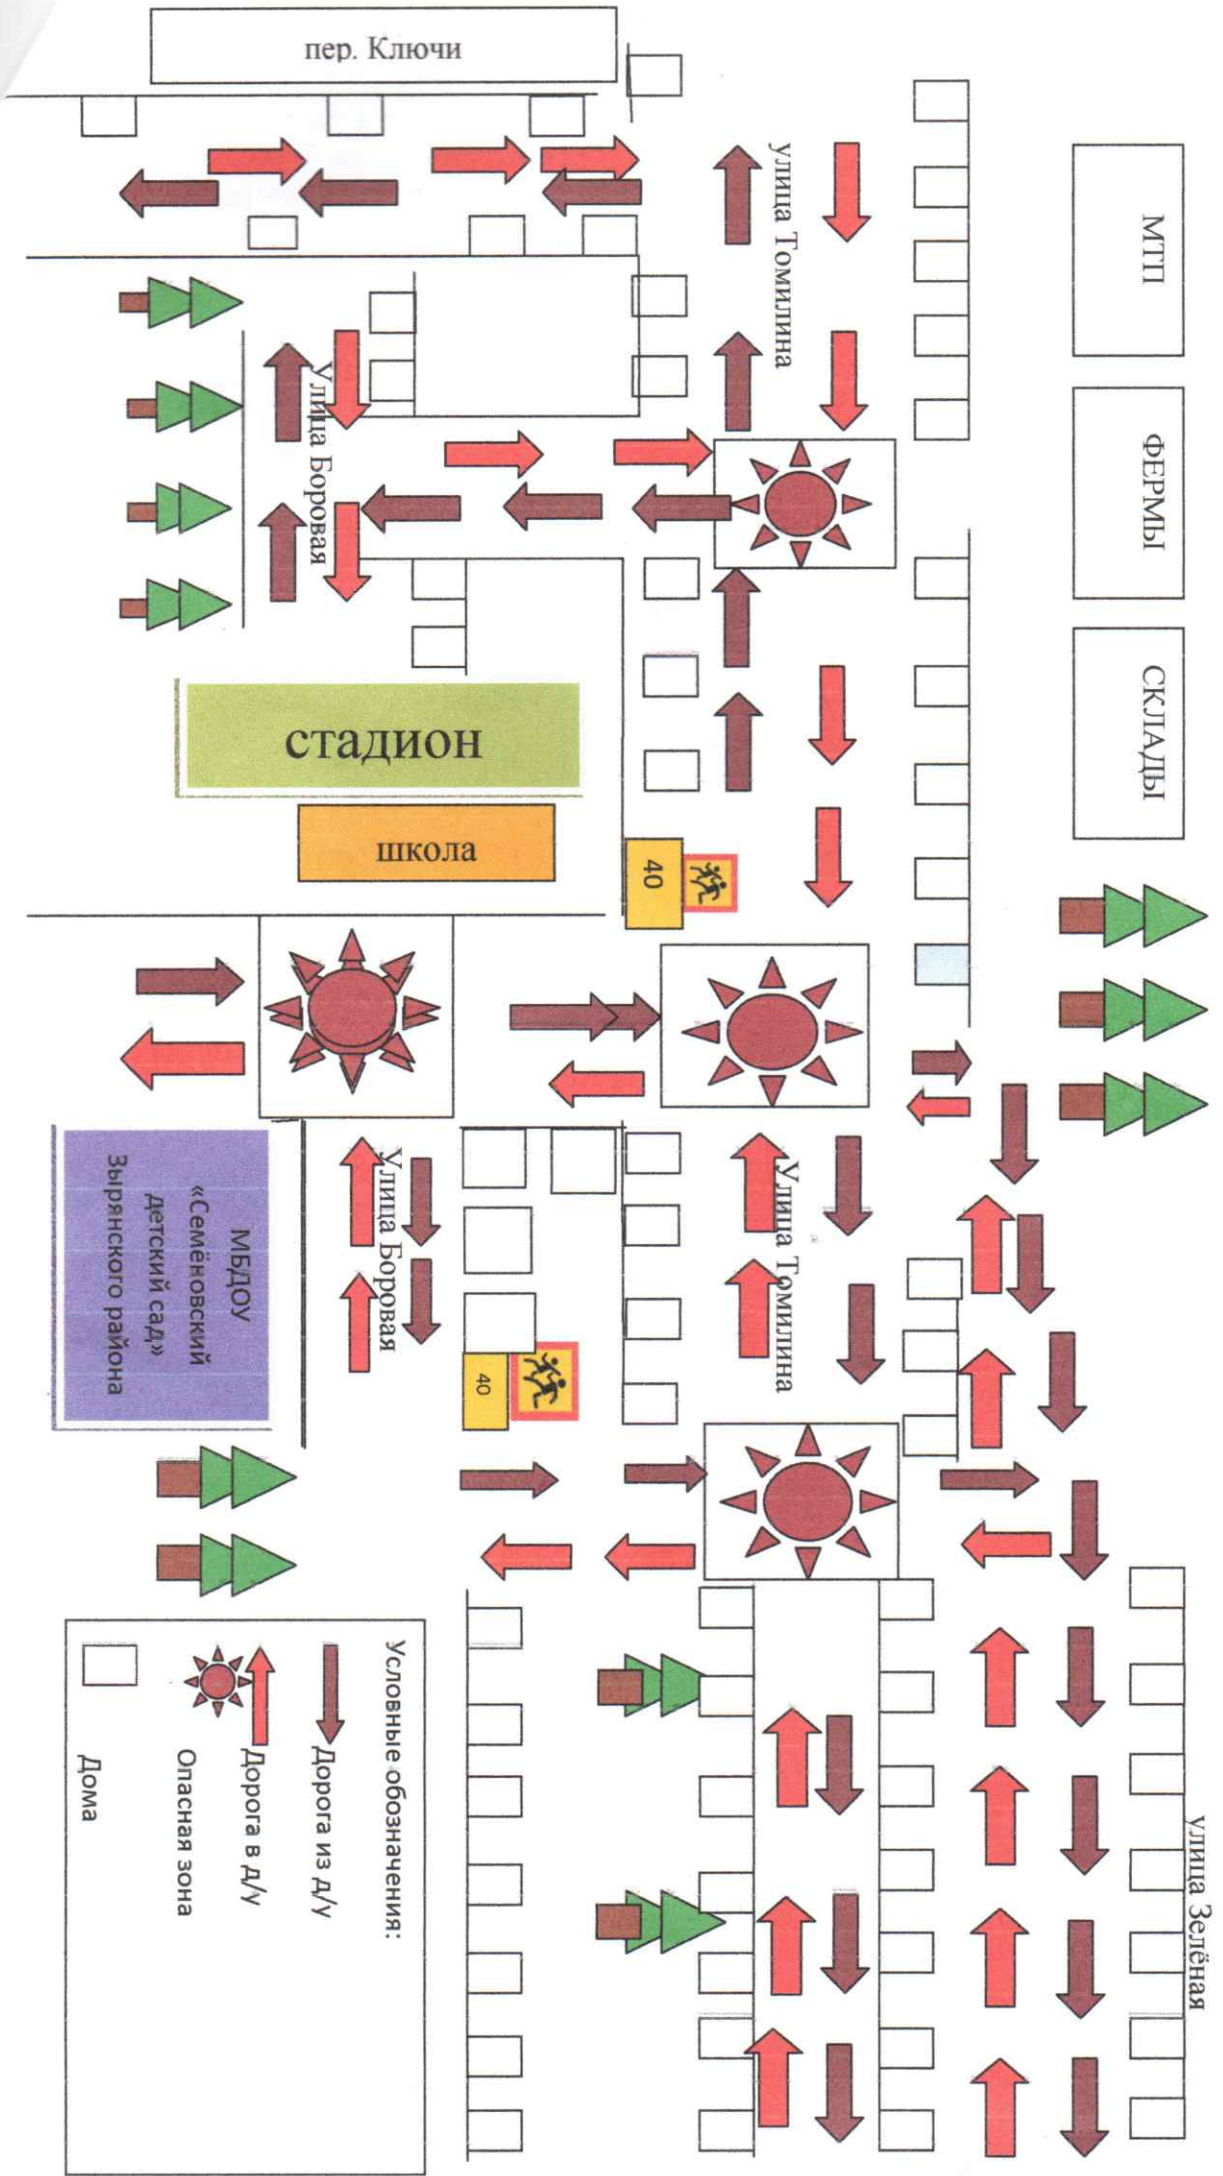 пер. Ключи
МТП
ФЕРМЫ
СКЛАДЫ
улица Томилина
Улица Боровая
стадион
школа
40
Улица Томилина
Улица Боровая
40
МБДОУ
«Семёновский
детский сад»
Зырянского района
улица Зелёная
Условные обозначения:
Дорога из д/у
Дорога в д/у
Опасная зона
Дома